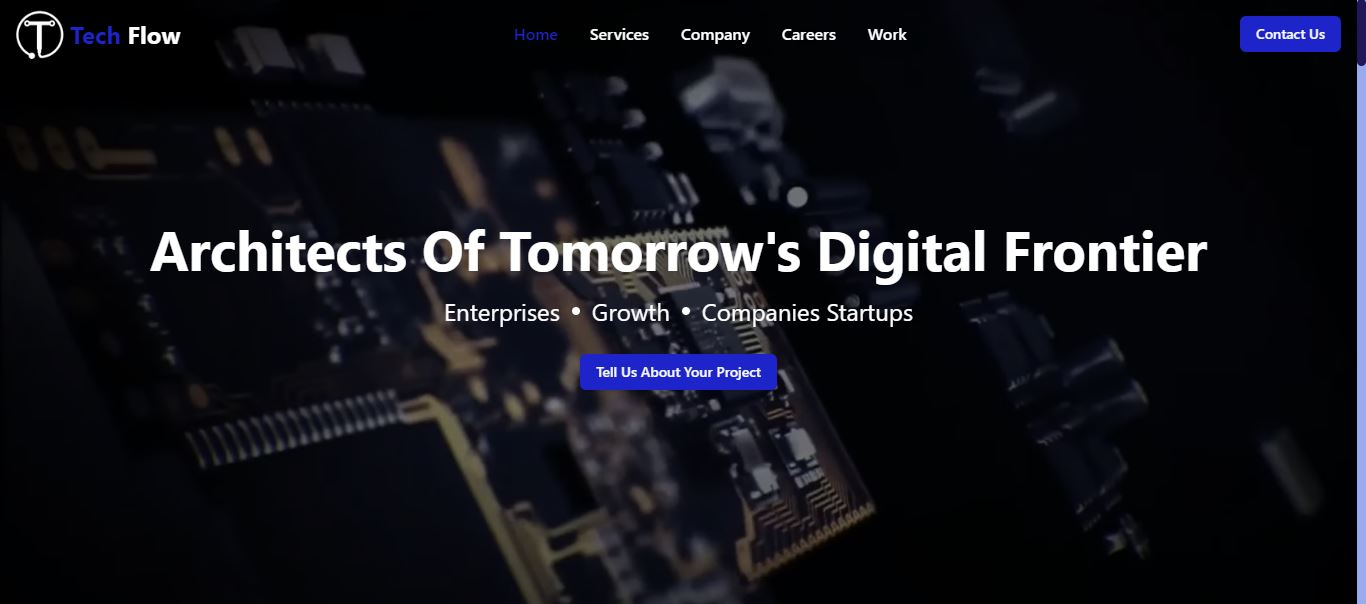 Tech Flow
Home Services Company Careers Work
Contact Us
Architects Of Tomorrow's Digital Frontier
Enterprises • Growth • Companies Startups
Tell Us About Your Project